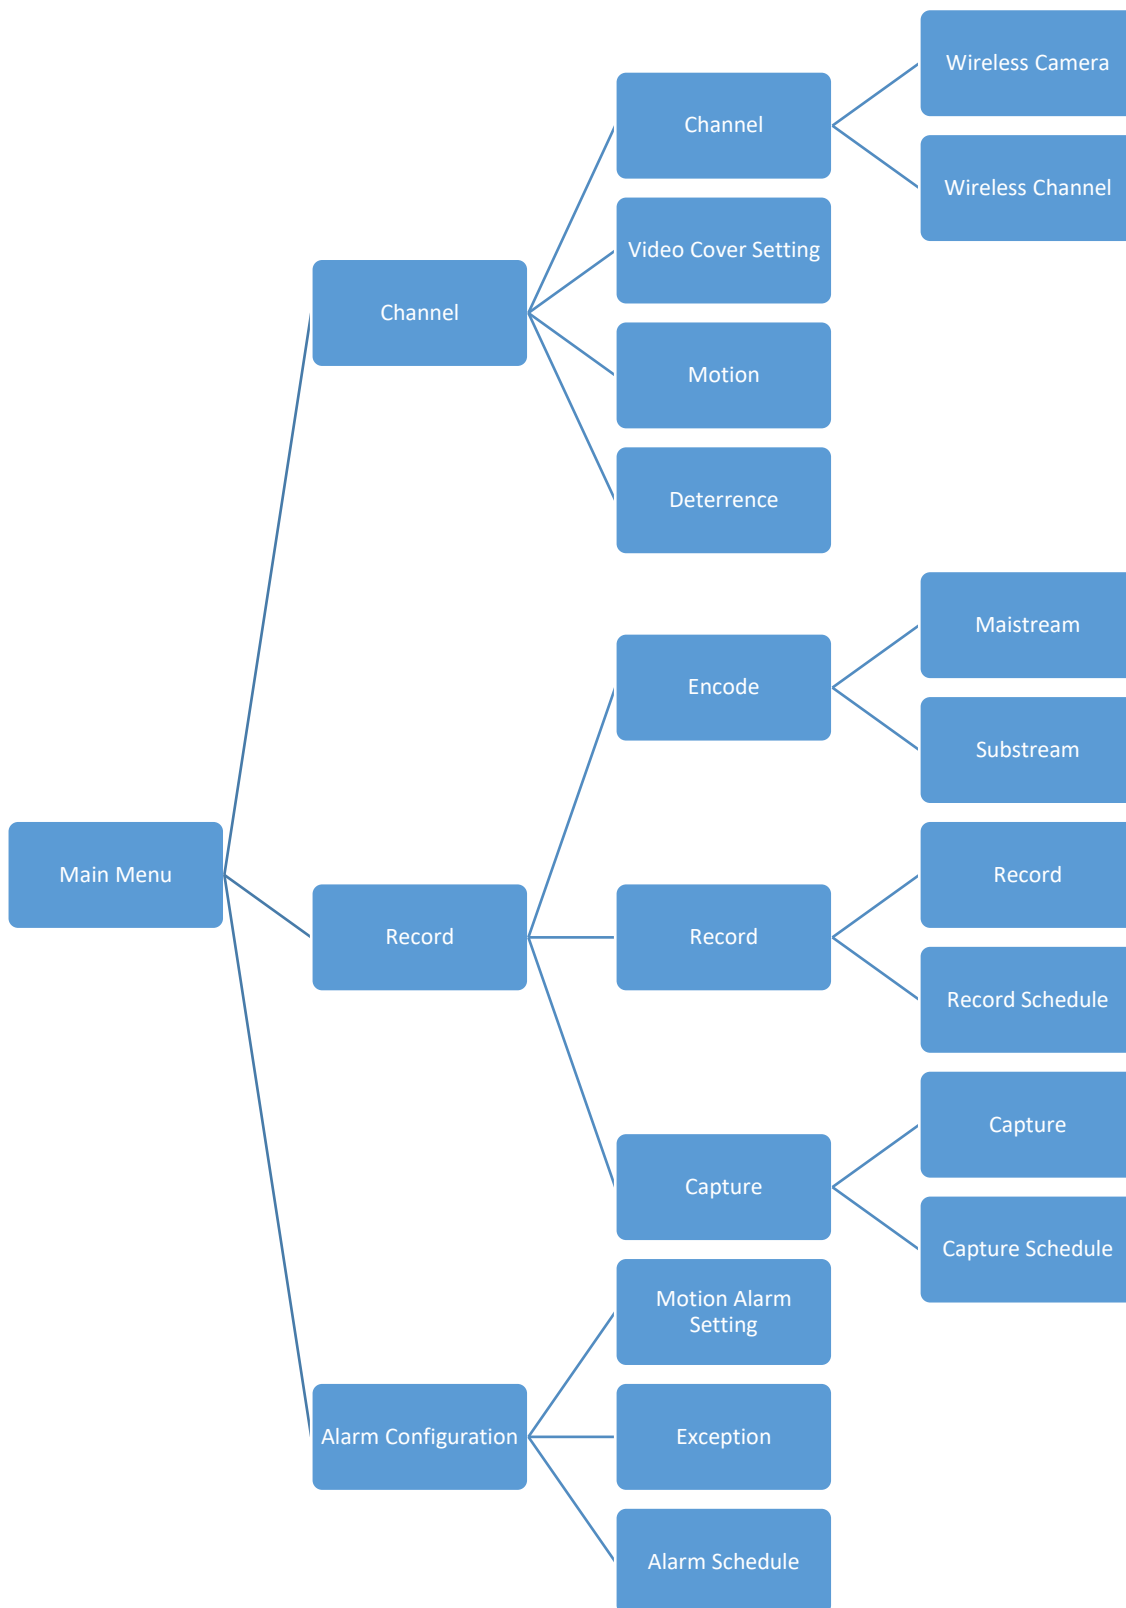 Wireless Camera
Channel
Wireless Channel
Video Cover Setting
Channel
Motion
Deterrence
Maistream
Encode
Substream
Main Menu
Record
Record
Record
Record Schedule
Capture
Capture
Capture Schedule
Motion Alarm
Setting
Alarm Configuration
Exception
Alarm Schedule